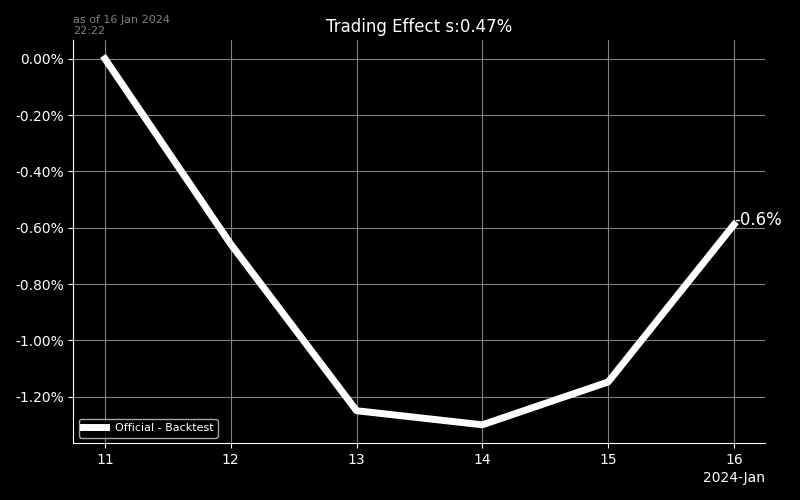 as of 16 Jan 2024
22:22
Trading Effect s:0.47%
0.00%
-0.20%
-0.40%
-0.60%
-0.80%
-1.00%
-1.20%
-0.6%
Official - Backtest
11 12 13 14 15 16
2024-Jan